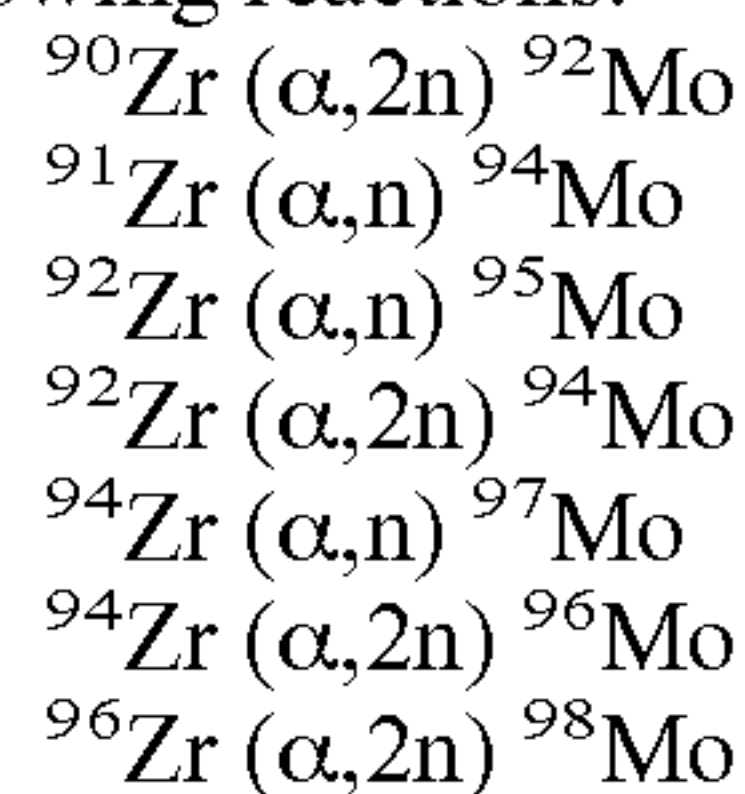 ⁹⁰Zr (α,2n) ⁹²Mo
⁹¹Zr (α,n) ⁹⁴Mo
⁹²Zr (α,n) ⁹⁵Mo
⁹²Zr (α,2n) ⁹⁴Mo
⁹⁴Zr (α,n) ⁹⁷Mo
⁹⁴Zr (α,2n) ⁹⁶Mo
⁹⁶Zr (α,2n) ⁹⁸Mo